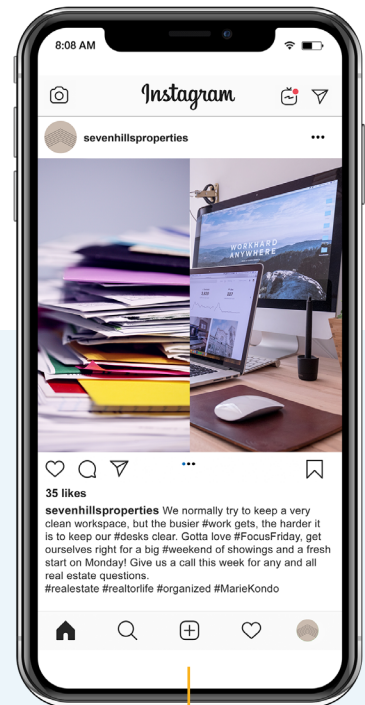 8:08 AM
Instagram
sevenhillsproperties
WORKHARD
ANYWHERE
35 likes
sevenhillsproperties We normally try to keep a very
clean workspace, but the busier #work gets, the harder it
is to keep our #desks clear. Gotta love #FocusFriday, get
ourselves right for a big #weekend of showings and a fresh
start on Monday! Give us a call this week for any and all
real estate questions.
#realestate #realtorlife #organized #MarieKondo